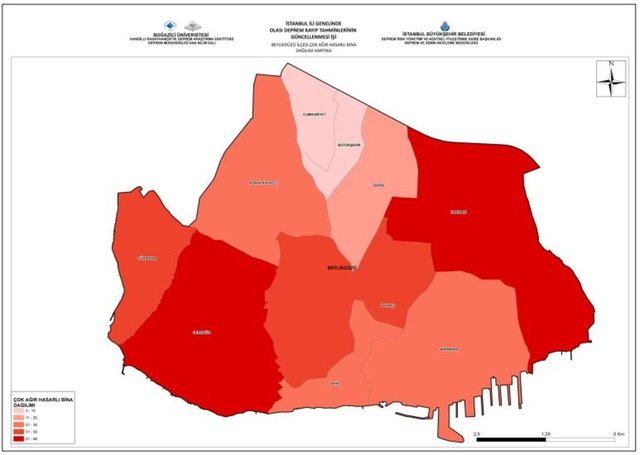 BOĞAZİÇİ ÜNİVERSİTESİ
KANDİLLİ RASATHANESİ VE DEPREM ARAŞTIRMA ENSTİTÜSÜ
DEPREM MÜHENDİSLİĞİ ANA BİLİM DALI
İSTANBUL İLİ GENELİNDE
OLASI DEPREM KAYIP TAHMİNLERİNİN
GÜNCELLENMESİ İŞİ
BEYLİKDÜZÜ İLÇESİ ÇOK AĞIR HASARLI BİNA
DAĞILIM HARİTASI
İSTANBUL BÜYÜKŞEHİR BELEDİYESİ
DEPREM RİSK YÖNETİMİ VE KENTSEL İYİLEŞTİRME DAİRE BAŞKANLIĞI
DEPREM VE ZEMİN İNCELEME MÜDÜRLÜĞÜ
N
CUMHURİYET
BÜYÜKŞEHİR
BARIŞ
YAKUPLU
GÜRPINAR
BEYLİKDÜZÜ
KAVAKLI
DEREAĞZI
MARMARA
SAHİL
ÇOK AĞIR HASARLI BİNA
DAĞILIMI
0 - 10
11 - 20
21 - 30
31 - 50
2,5
1,25
0 Km